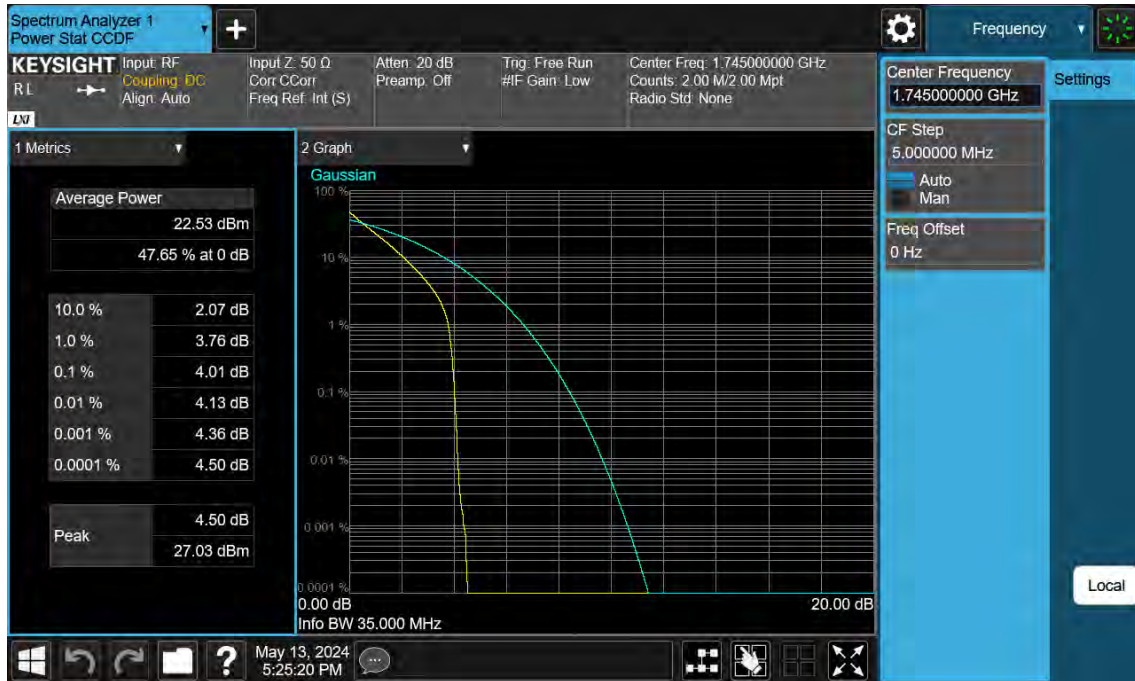 Spectrum Analyzer 1
Power Stat CCDF
+
Frequency
KEYSIGHT
R L
LXI
Input: RF
Coupling: DC
Align: Auto
Input Z: 50 Ω
Corr CCorr
Freq Ref: Int (S)
Atten: 20 dB
Preamp: Off
Trig: Free Run
#IF Gain: Low
Center Freq: 1.745000000 GHz
Counts: 2.00 M/2.00 Mpt
Radio Std: None
Center Frequency
1.745000000 GHz
Settings
CF Step
5.000000 MHz
Auto
Man
Freq Offset
0 Hz
Local
1 Metrics
Average Power
22.53 dBm
47.65 % at 0 dB
10.0 % 2.07 dB
1.0 % 3.76 dB
0.1 % 4.01 dB
0.01 % 4.13 dB
0.001 % 4.36 dB
0.0001 % 4.50 dB
Peak
4.50 dB
27.03 dBm
2 Graph
Gaussian
100 %
10 %
1 %
0.1 %
0.01 %
0.001 %
0.0001 %
0.00 dB 20.00 dB
Info BW 35.000 MHz
?
May 13, 2024
5:25:20 PM